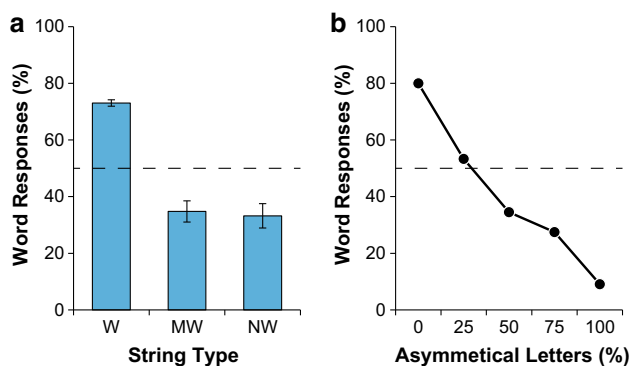 a
Word Responses (%)
100
80
60
40
20
0
W MW NW
String Type
b
Word Responses (%)
100
80
60
40
20
0
0 25 50 75 100
Asymmetical Letters (%)